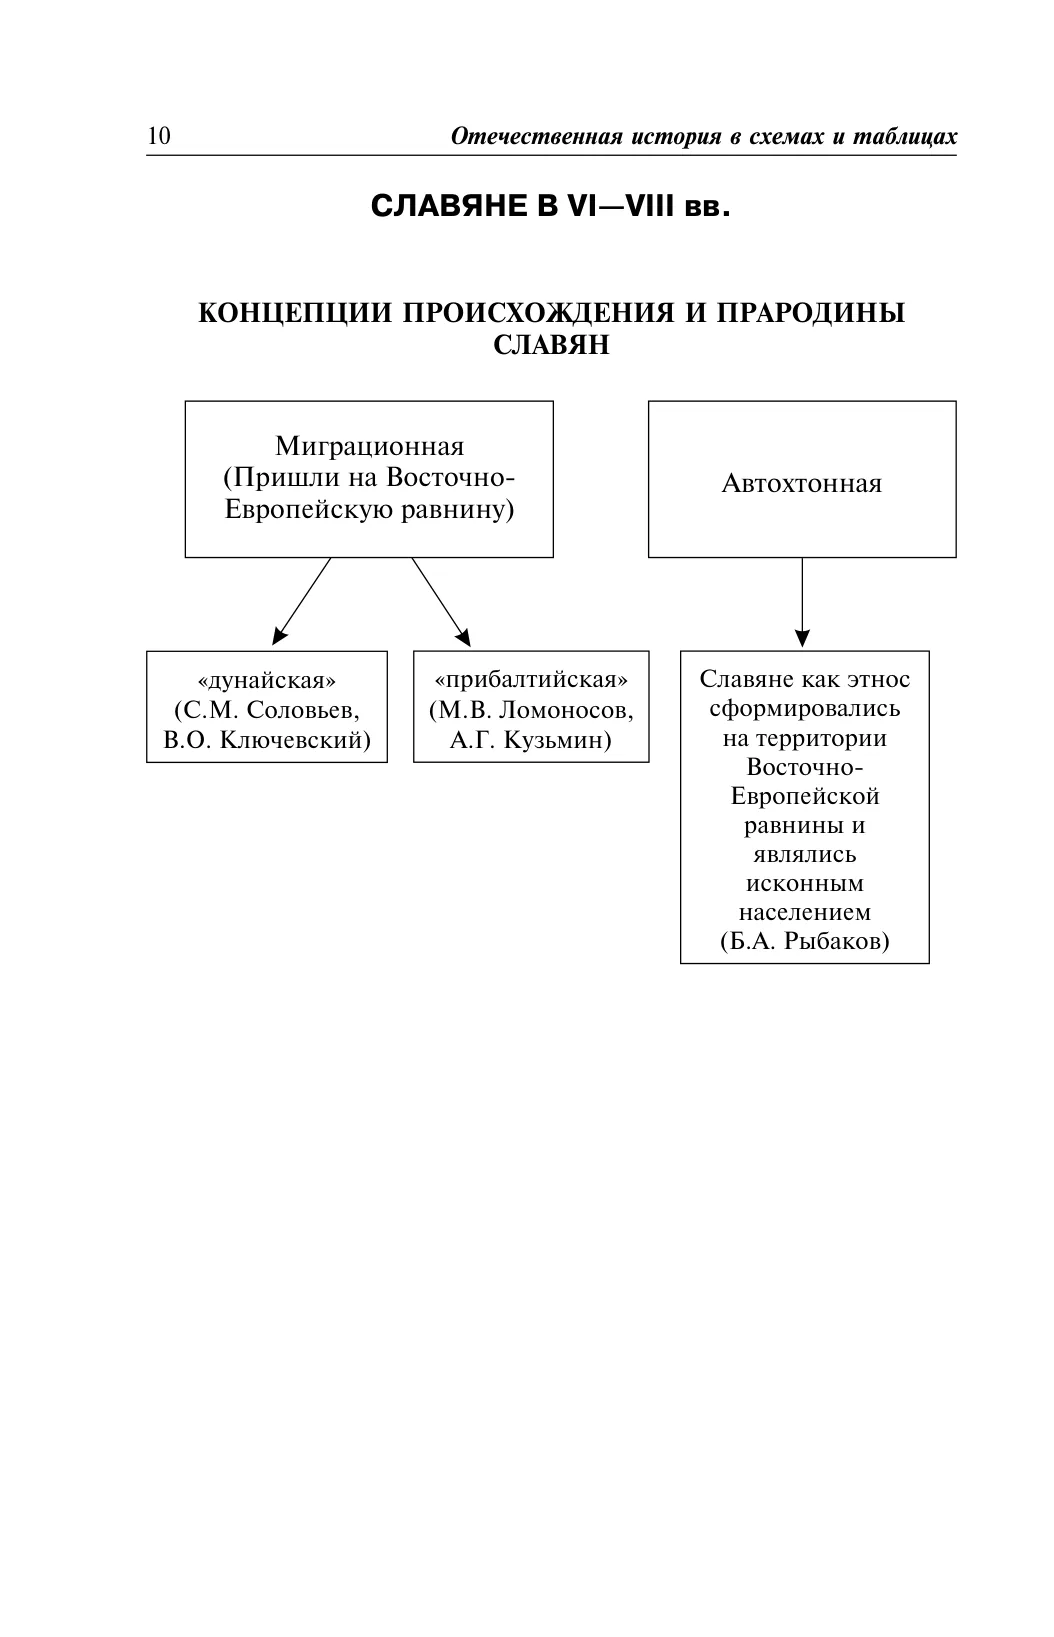 10 Отечественная история в схемах и таблицах
СЛАВЯНЕ В VI—VIII вв.
КОНЦЕПЦИИ ПРОИСХОЖДЕНИЯ И ПРАРОДИНЫ
СЛАВЯН
Миграционная
(Пришли на Восточно-
Европейскую равнину)
Автохтонная
«дунайская»
(С.М. Соловьев,
В.О. Ключевский)
«прибалтийская»
(М.В. Ломоносов,
А.Г. Кузьмин)
Славяне как этнос
сформировались
на территории
Восточно-
Европейской
равнины и
являлись
исконным
населением
(Б.А. Рыбаков)